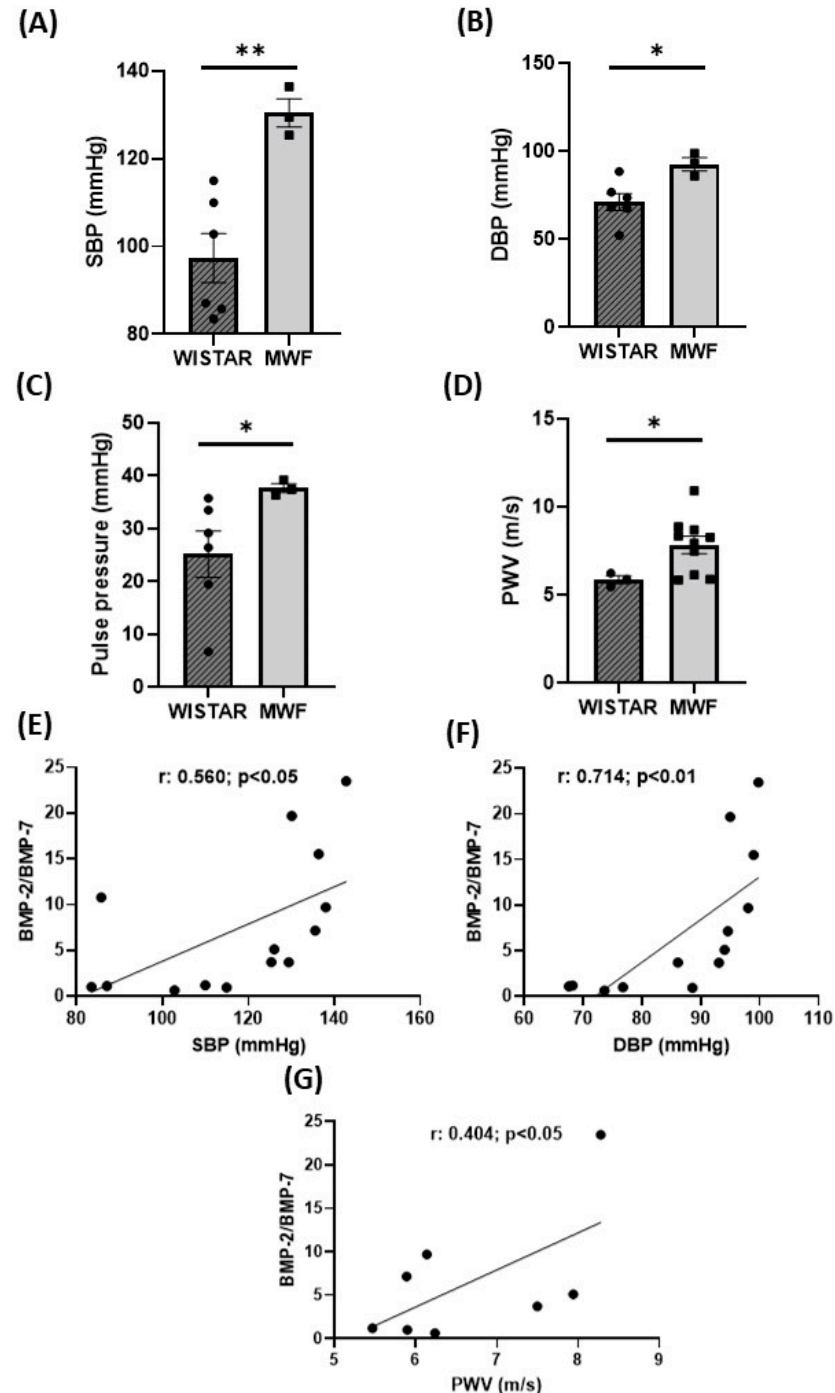 (A)
**
SBP (mmHg)
140
120
100
80
WISTAR MWF
(B)
*
DBP (mmHg)
150
100
50
0
WISTAR MWF
(C)
*
Pulse pressure (mmHg)
50
40
30
20
10
0
WISTAR MWF
(D)
*
PWV (m/s)
15
10
5
0
WISTAR MWF
(E)
r: 0.560; p<0.05
BMP-2/BMP-7
25
20
15
10
5
0
80 100 120 140 160
SBP (mmHg)
(F)
r: 0.714; p<0.01
BMP-2/BMP-7
25
20
15
10
5
0
60 70 80 90 100 110
DBP (mmHg)
(G)
r: 0.404; p<0.05
BMP-2/BMP-7
25
20
15
10
5
0
5 6 7 8 9
PWV (m/s)